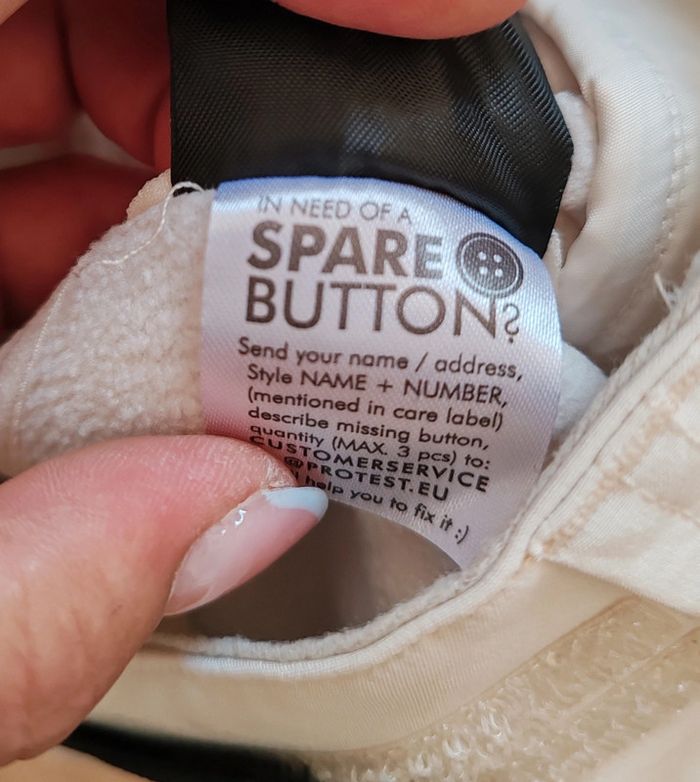 IN NEED OF A
SPARE
BUTTON?
Send your name / address,
Style NAME + NUMBER,
(mentioned in care label)
describe missing button,
quantity (MAX. 3 pcs) to:
CUSTOMERSERVICE
@PROTEST.EU
help you to fix it :)